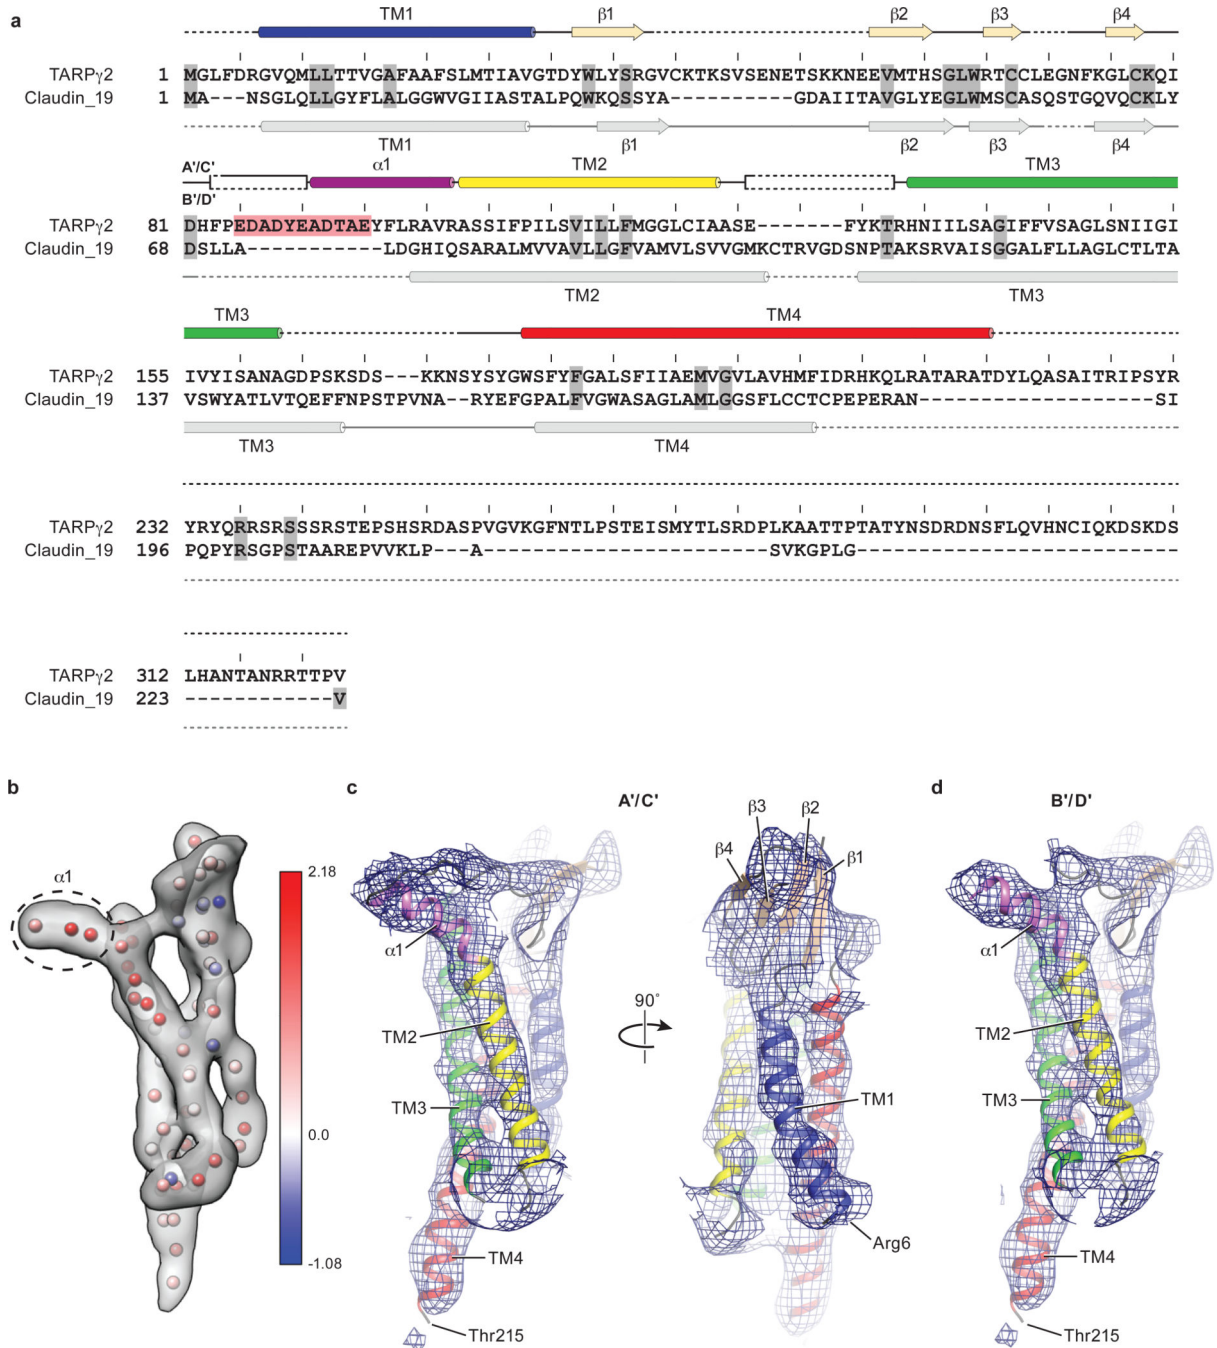 a
TM1 β1 β2 β3 β4
TARPγ2 1 MGLFDRGVQMLLTTVGAFAAFSLMTIAVGTDYWLYSRGVCKTKSVSENETSKKNEEVMTHSGLWRTCCLEGNFKGLCKQI
Claudin_19 1 MA---NSGLQLLGYFLALGGWVGIIASTALPQWKQSSYA----------GDAIITAVGLYEGLWMSCASQSTGQVQCKLY
TM1 β1 β2 β3 β4
A'/C' α1 TM2 TM3
B'/D'
TARPγ2 81 DHFPEDADYEADTAEYFLRAVRASSIFPILSVILLFMGGLCIAASE------FYKTRHNIILSAGIFFVSAGLSNIIGI
Claudin_19 68 DSLLA-----------LDGHIQSARALMVVAVLLGFVAMVLSVVGMKCTRVGDSNPTAKSRVAISGGALFLLAGLCTLTA
TM2 TM3
TM3 TM4
TARPγ2 155 IVYISANAGDPSKSDS---KKNSYSYGWSFYFGALSFIIAEMVGVLAVHMFIDRHKQLRATARATDYLQASAITRIPSYR
Claudin_19 137 VSWYATLVTQEFFNPSTPVNA--RYEFGPALFVGWASAGLAMLGGSFLCCTCPEPERAN-------------------SI
TM3 TM4
TARPγ2 232 YRYQRRSRSSSRSTEPSHSRDASPVGVKGFNTLPSTEISMYTLSRDPLKAATTPTATYNSDRDNSFLQVHNCIQKDSKDS
Claudin_19 196 PQPYRSGPSTAAREPVVKLP---A-----------------------SVKGPLG--------------------------
TARPγ2 312 LHANTANRRTTPV
Claudin_19 223 ------------V
b c A'/C' d B'/D'
α1
2.18
0.0
-1.08
α1
TM2
TM3
TM4
Thr215
90°
β4
β3
β2
β1
TM1
Arg6
α1
TM2
TM3
TM4
Thr215